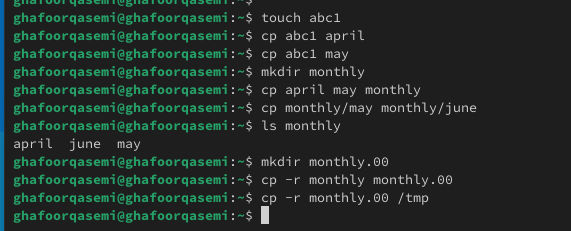 ghafoorqasemi@ghafoorqasemi:~$
ghafoorqasemi@ghafoorqasemi:~$ touch abc1
ghafoorqasemi@ghafoorqasemi:~$ cp abc1 april
ghafoorqasemi@ghafoorqasemi:~$ cp abc1 may
ghafoorqasemi@ghafoorqasemi:~$ mkdir monthly
ghafoorqasemi@ghafoorqasemi:~$ cp april may monthly
ghafoorqasemi@ghafoorqasemi:~$ cp monthly/may monthly/june
ghafoorqasemi@ghafoorqasemi:~$ ls monthly
april  june  may
ghafoorqasemi@ghafoorqasemi:~$ mkdir monthly.00
ghafoorqasemi@ghafoorqasemi:~$ cp -r monthly monthly.00
ghafoorqasemi@ghafoorqasemi:~$ cp -r monthly.00 /tmp
ghafoorqasemi@ghafoorqasemi:~$